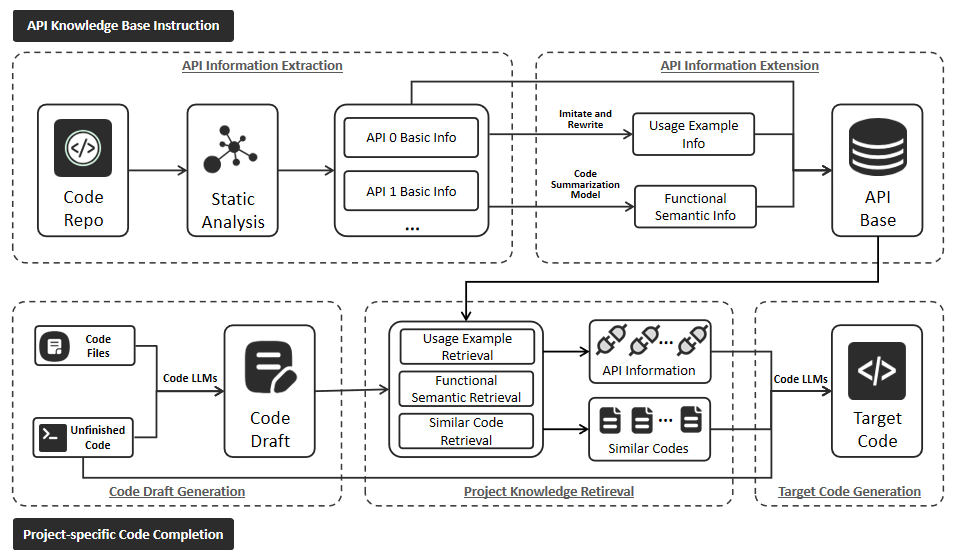 API Knowledge Base Instruction
API Information Extraction
API Information Extension
Code
Repo
Static
Analysis
API 0 Basic Info
API 1 Basic Info
...
Imitate and
Rewrite
Code
Summarization
Model
Usage Example
Info
Functional
Semantic Info
API
Base
Code
Files
Unfinished
Code
Code LLMs
Code
Draft
Usage Example
Retrieval
Functional
Semantic Retrieval
Similar Code
Retrieval
...
API Information
...
Similar Codes
Code LLMs
Target
Code
Code Draft Generation
Project Knowledge Retireval
Target Code Generation
Project-specific Code Completion